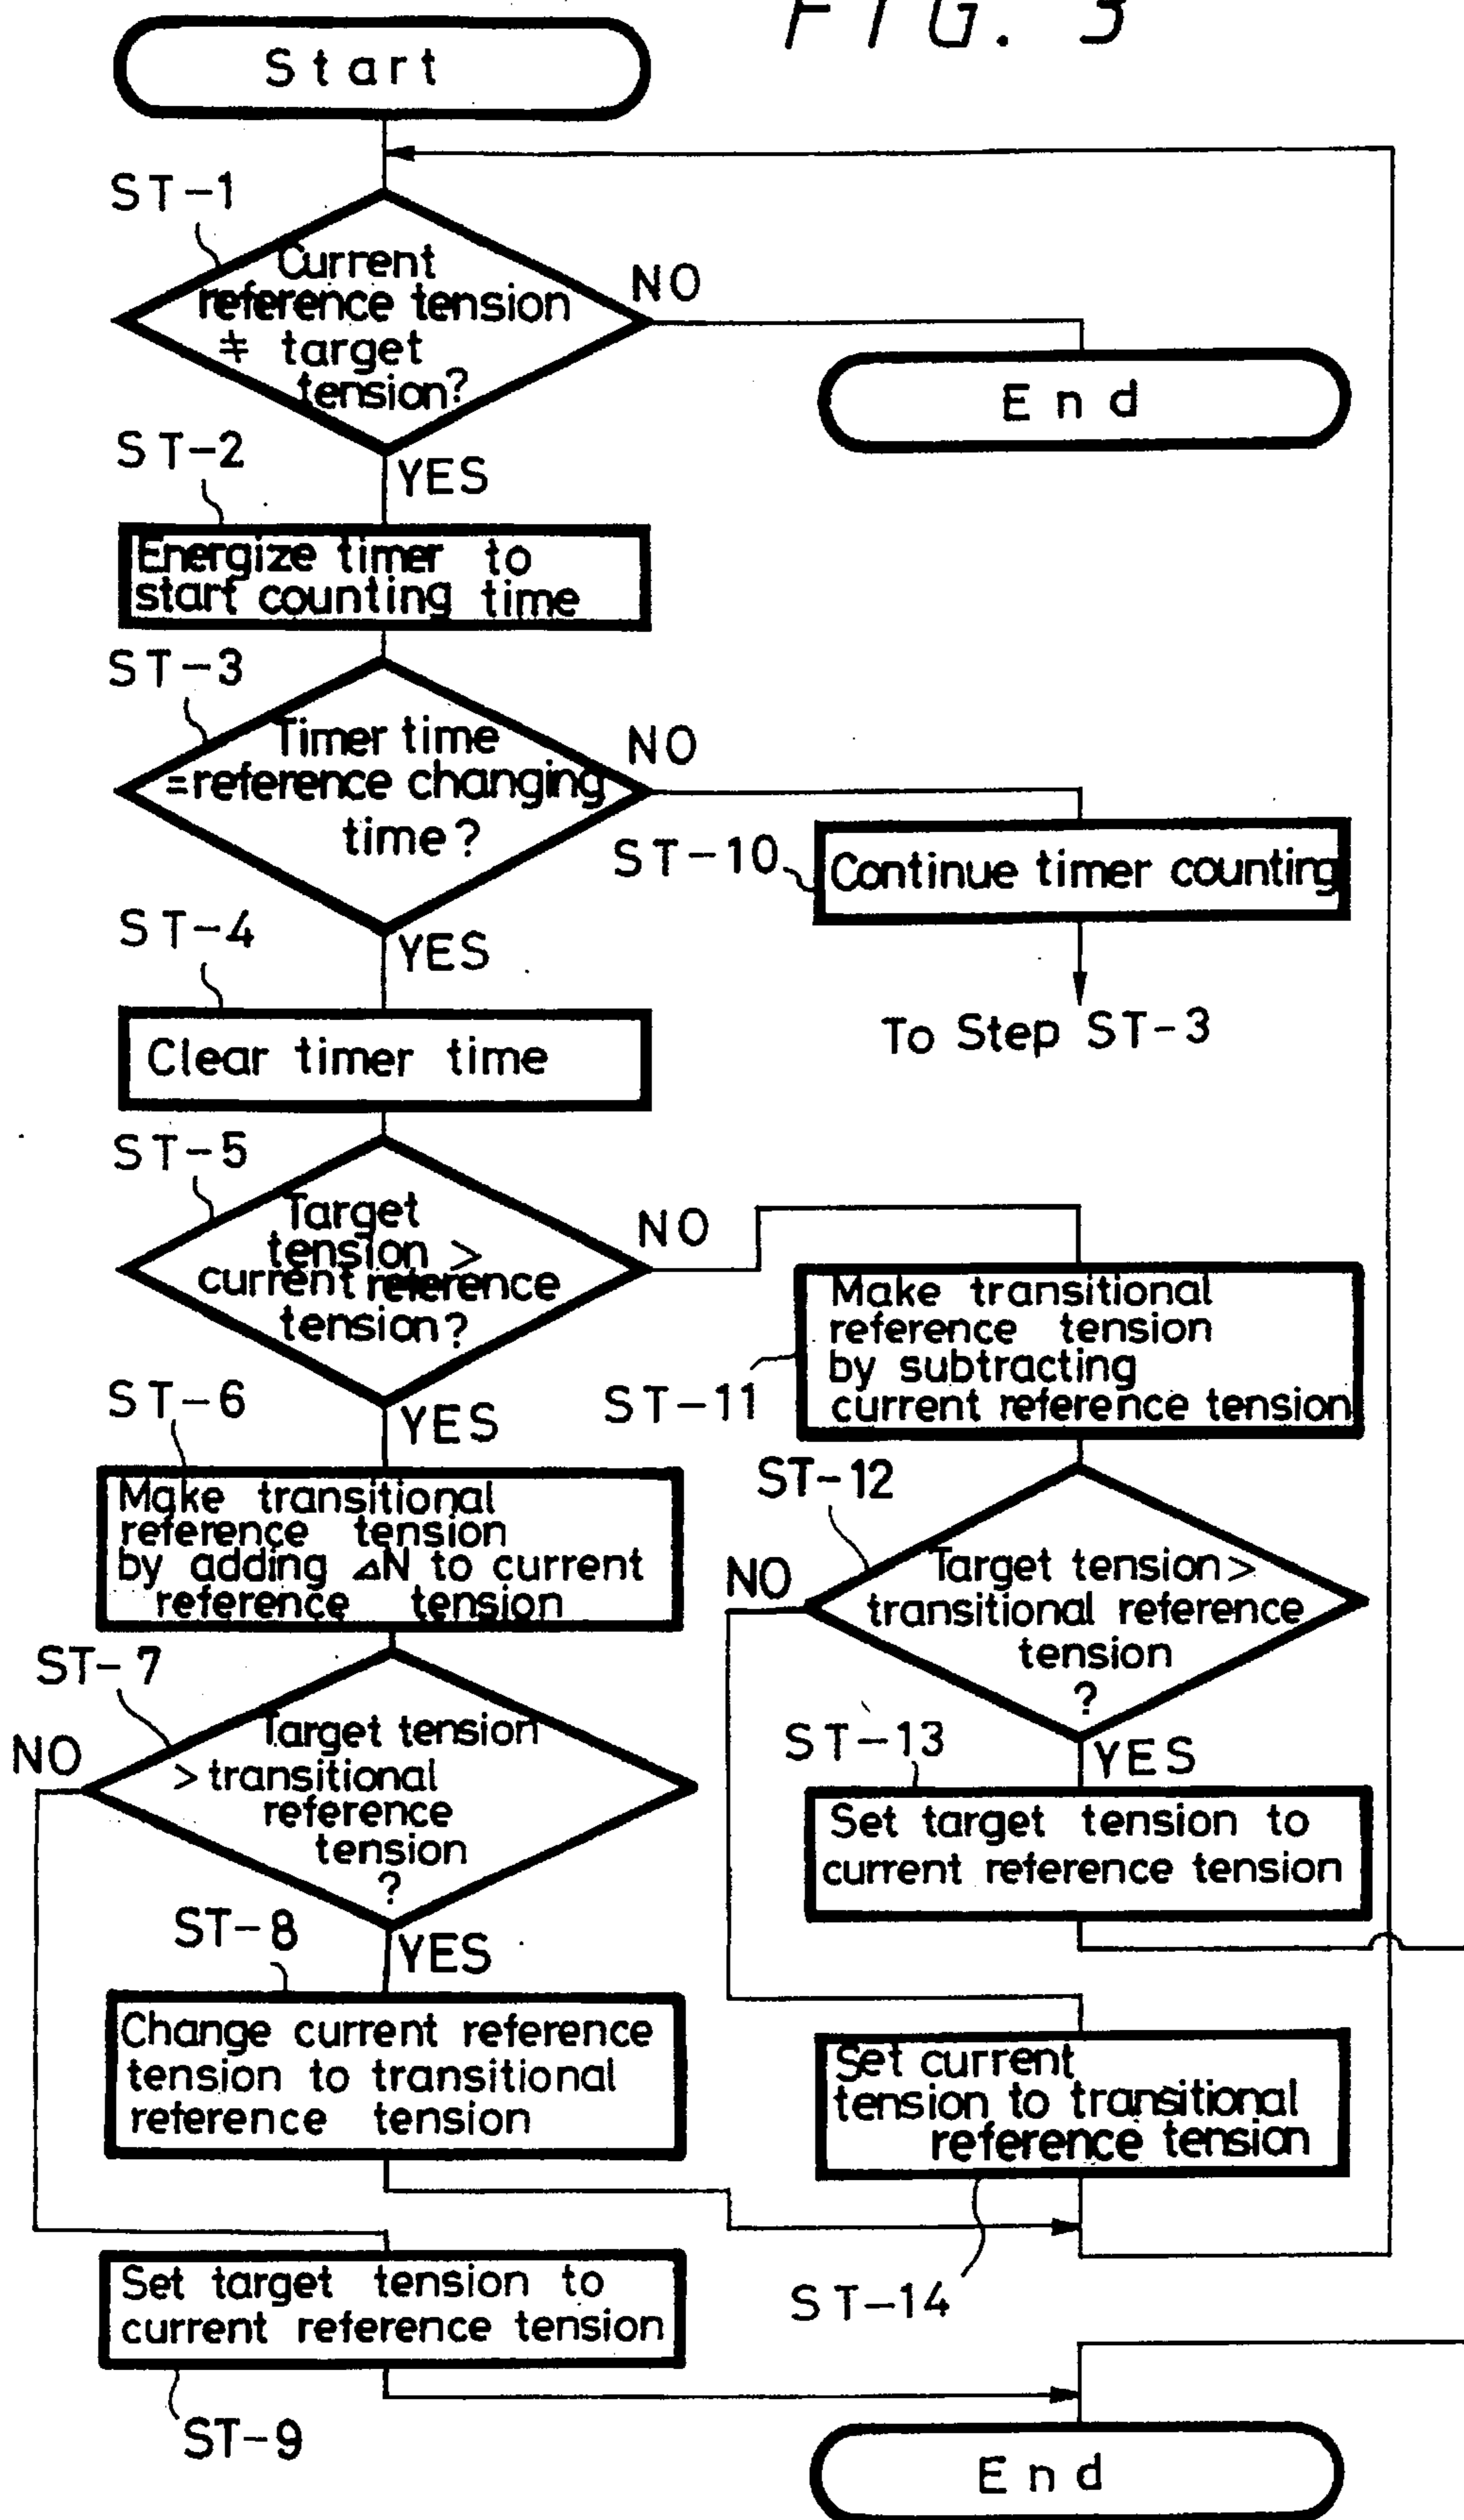 FIG. 3
Start
ST-1
Current
reference tension
≠ target
tension?
NO
End
YES
ST-2
Energize timer to
start counting time
ST-3
Timer time
=reference changing
time?
NO
ST-10
Continue timer counting
To Step ST-3
YES
ST-4
Clear timer time
ST-5
Target
tension >
current reference
tension?
NO
ST-11
Make transitional
reference tension
by subtracting
current reference tension
YES
ST-6
Make transitional
reference tension
by adding ΔN to current
reference tension
ST-12
NO
Target tension>
transitional reference
tension
?
ST-7
NO
Target tension
>transitional
reference
tension
?
ST-13
YES
Set target tension to
current reference tension
ST-8
YES
Change current reference
tension to transitional
reference tension
Set current
tension to transitional
reference tension
ST-14
Set target tension to
current reference tension
ST-9
End